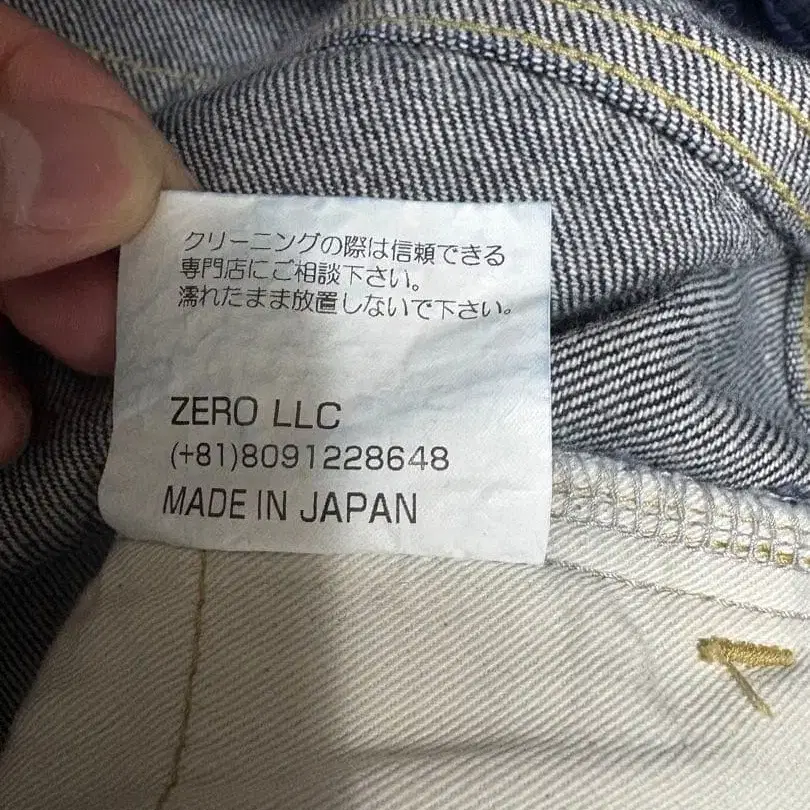 クリーニングの際は信頼できる
専門店にご相談下さい。
濡れたまま放置しないで下さい。
ZERO LLC
(+81)8091228648
MADE IN JAPAN